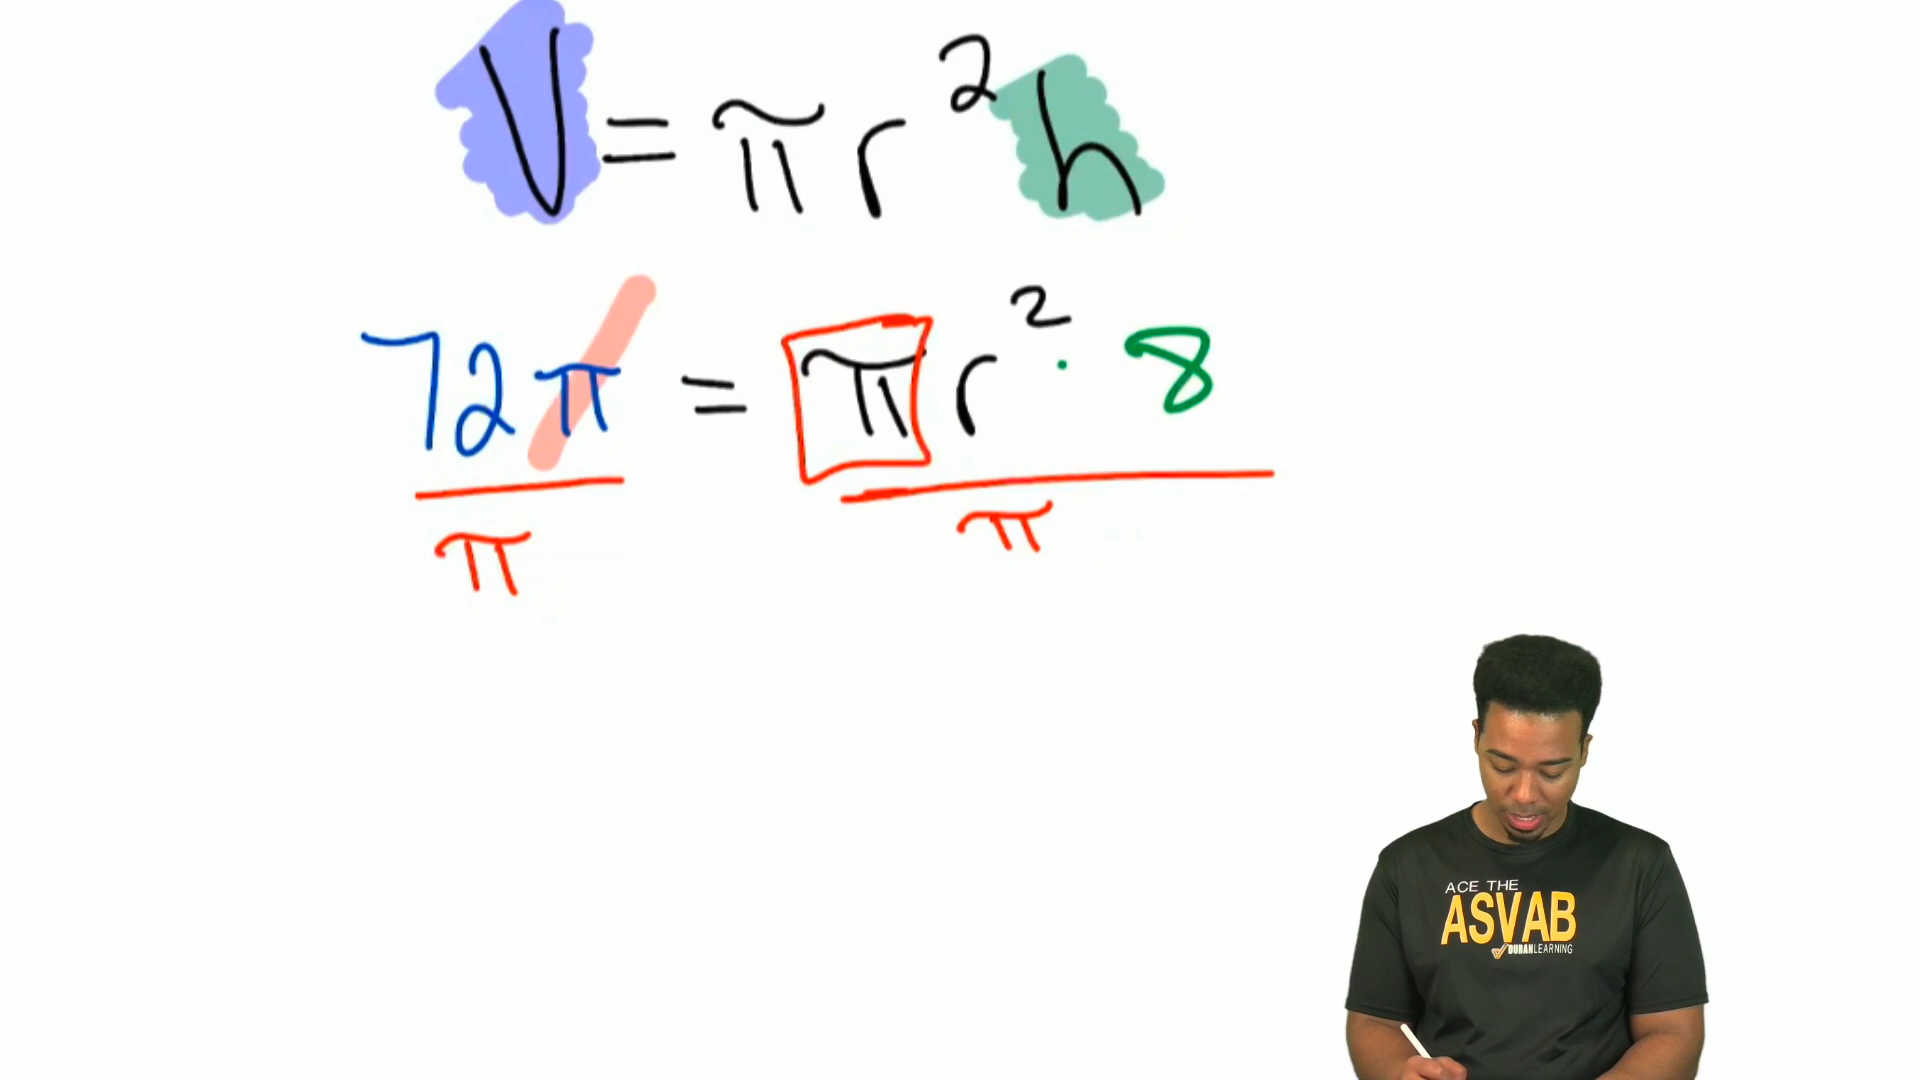 V = πr²h
72π = πr² · 8
π π
ACE THE
ASVAB
DURANLEARNING